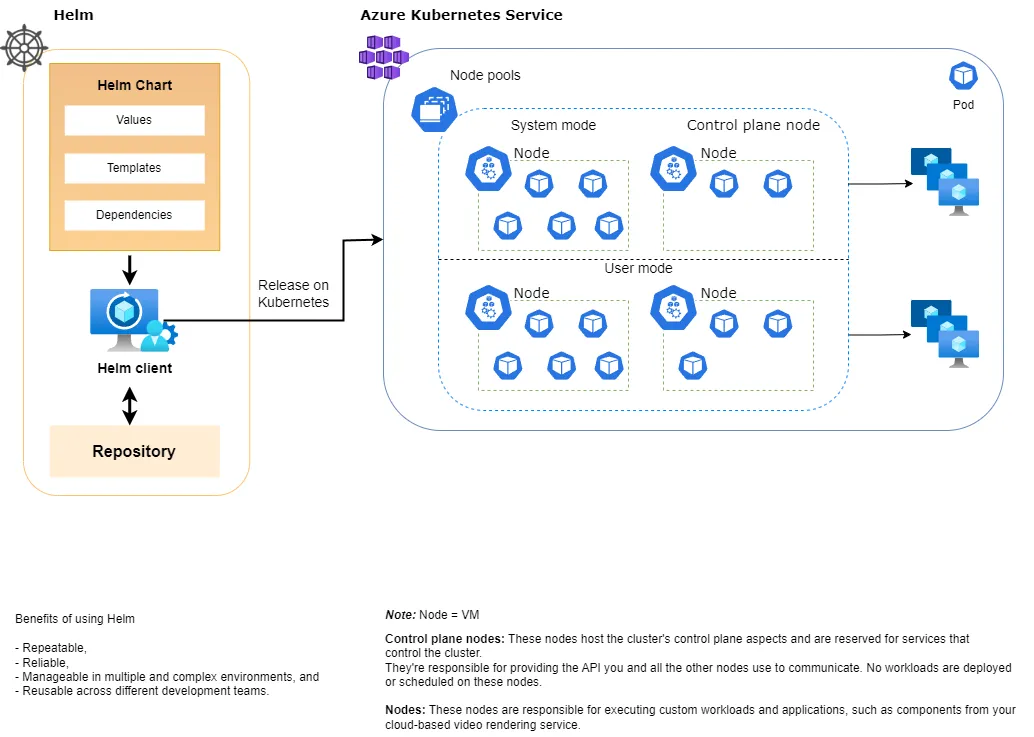 Helm
Azure Kubernetes Service
Helm Chart
Values
Templates
Dependencies
Helm client
Repository
Release on
Kubernetes
Node pools
Pod
System mode
Control plane node
Node
Node
User mode
Node
Node
Benefits of using Helm
- Repeatable,
- Reliable,
- Manageable in multiple and complex environments, and
- Reusable across different development teams.
Note: Node = VM
Control plane nodes: These nodes host the cluster's control plane aspects and are reserved for services that
control the cluster.
They're responsible for providing the API you and all the other nodes use to communicate. No workloads are deployed
or scheduled on these nodes.
Nodes: These nodes are responsible for executing custom workloads and applications, such as components from your
cloud-based video rendering service.